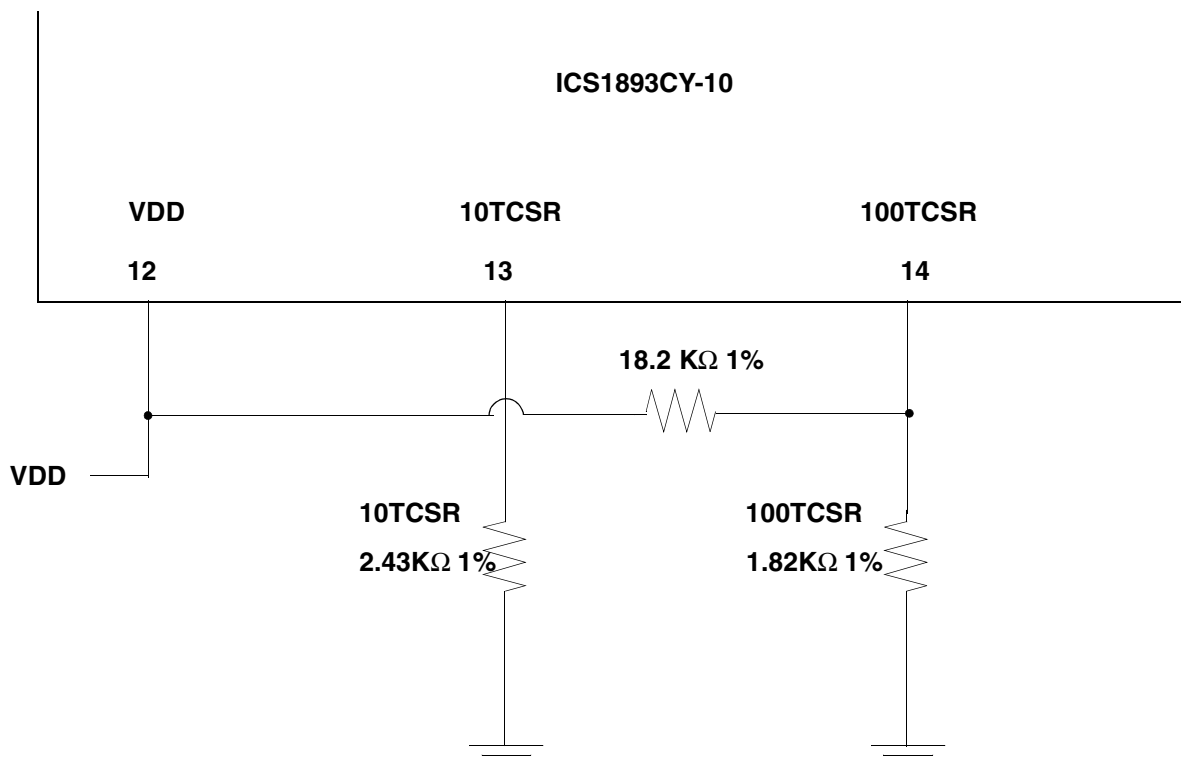 ICS1893CY-10
VDD
10TCSR
100TCSR
12
13
14
18.2 KΩ 1%
VDD
10TCSR
2.43KΩ 1%
100TCSR
1.82KΩ 1%